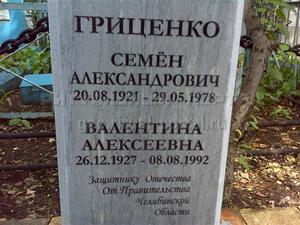 ГРИЦЕНКО
СЕМЁН
АЛЕКСАНДРОВИЧ
20.08.1921 - 29.05.1978
ВАЛЕНТИНА
АЛЕКСЕЕВНА
26.12.1927 - 08.08.1992
Защитнику Отечества
От Правительства
Челябинской
Области